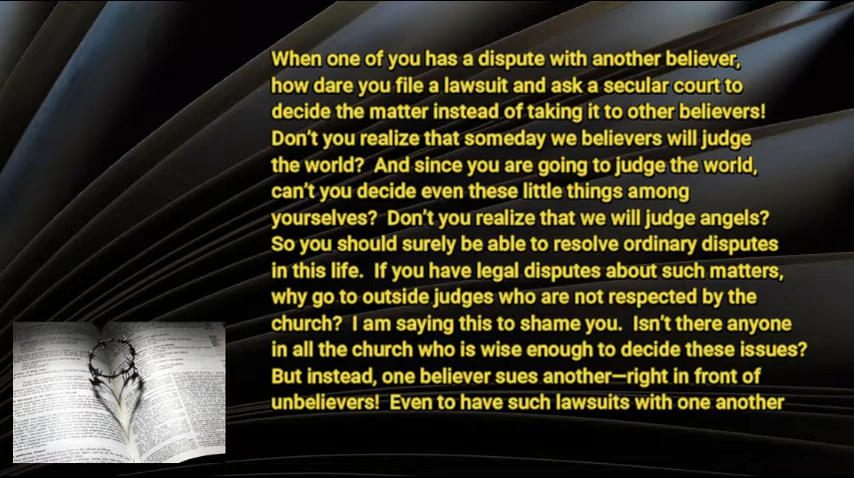 When one of you has a dispute with another believer,
how dare you file a lawsuit and ask a secular court to
decide the matter instead of taking it to other believers!
Don't you realize that someday we believers will judge
the world?  And since you are going to judge the world,
can't you decide even these little things among
yourselves?  Don't you realize that we will judge angels?
So you should surely be able to resolve ordinary disputes
in this life.  If you have legal disputes about such matters,
why go to outside judges who are not respected by the
church?  I am saying this to shame you.  Isn't there anyone
in all the church who is wise enough to decide these issues?
But instead, one believer sues another—right in front of
unbelievers!  Even to have such lawsuits with one another